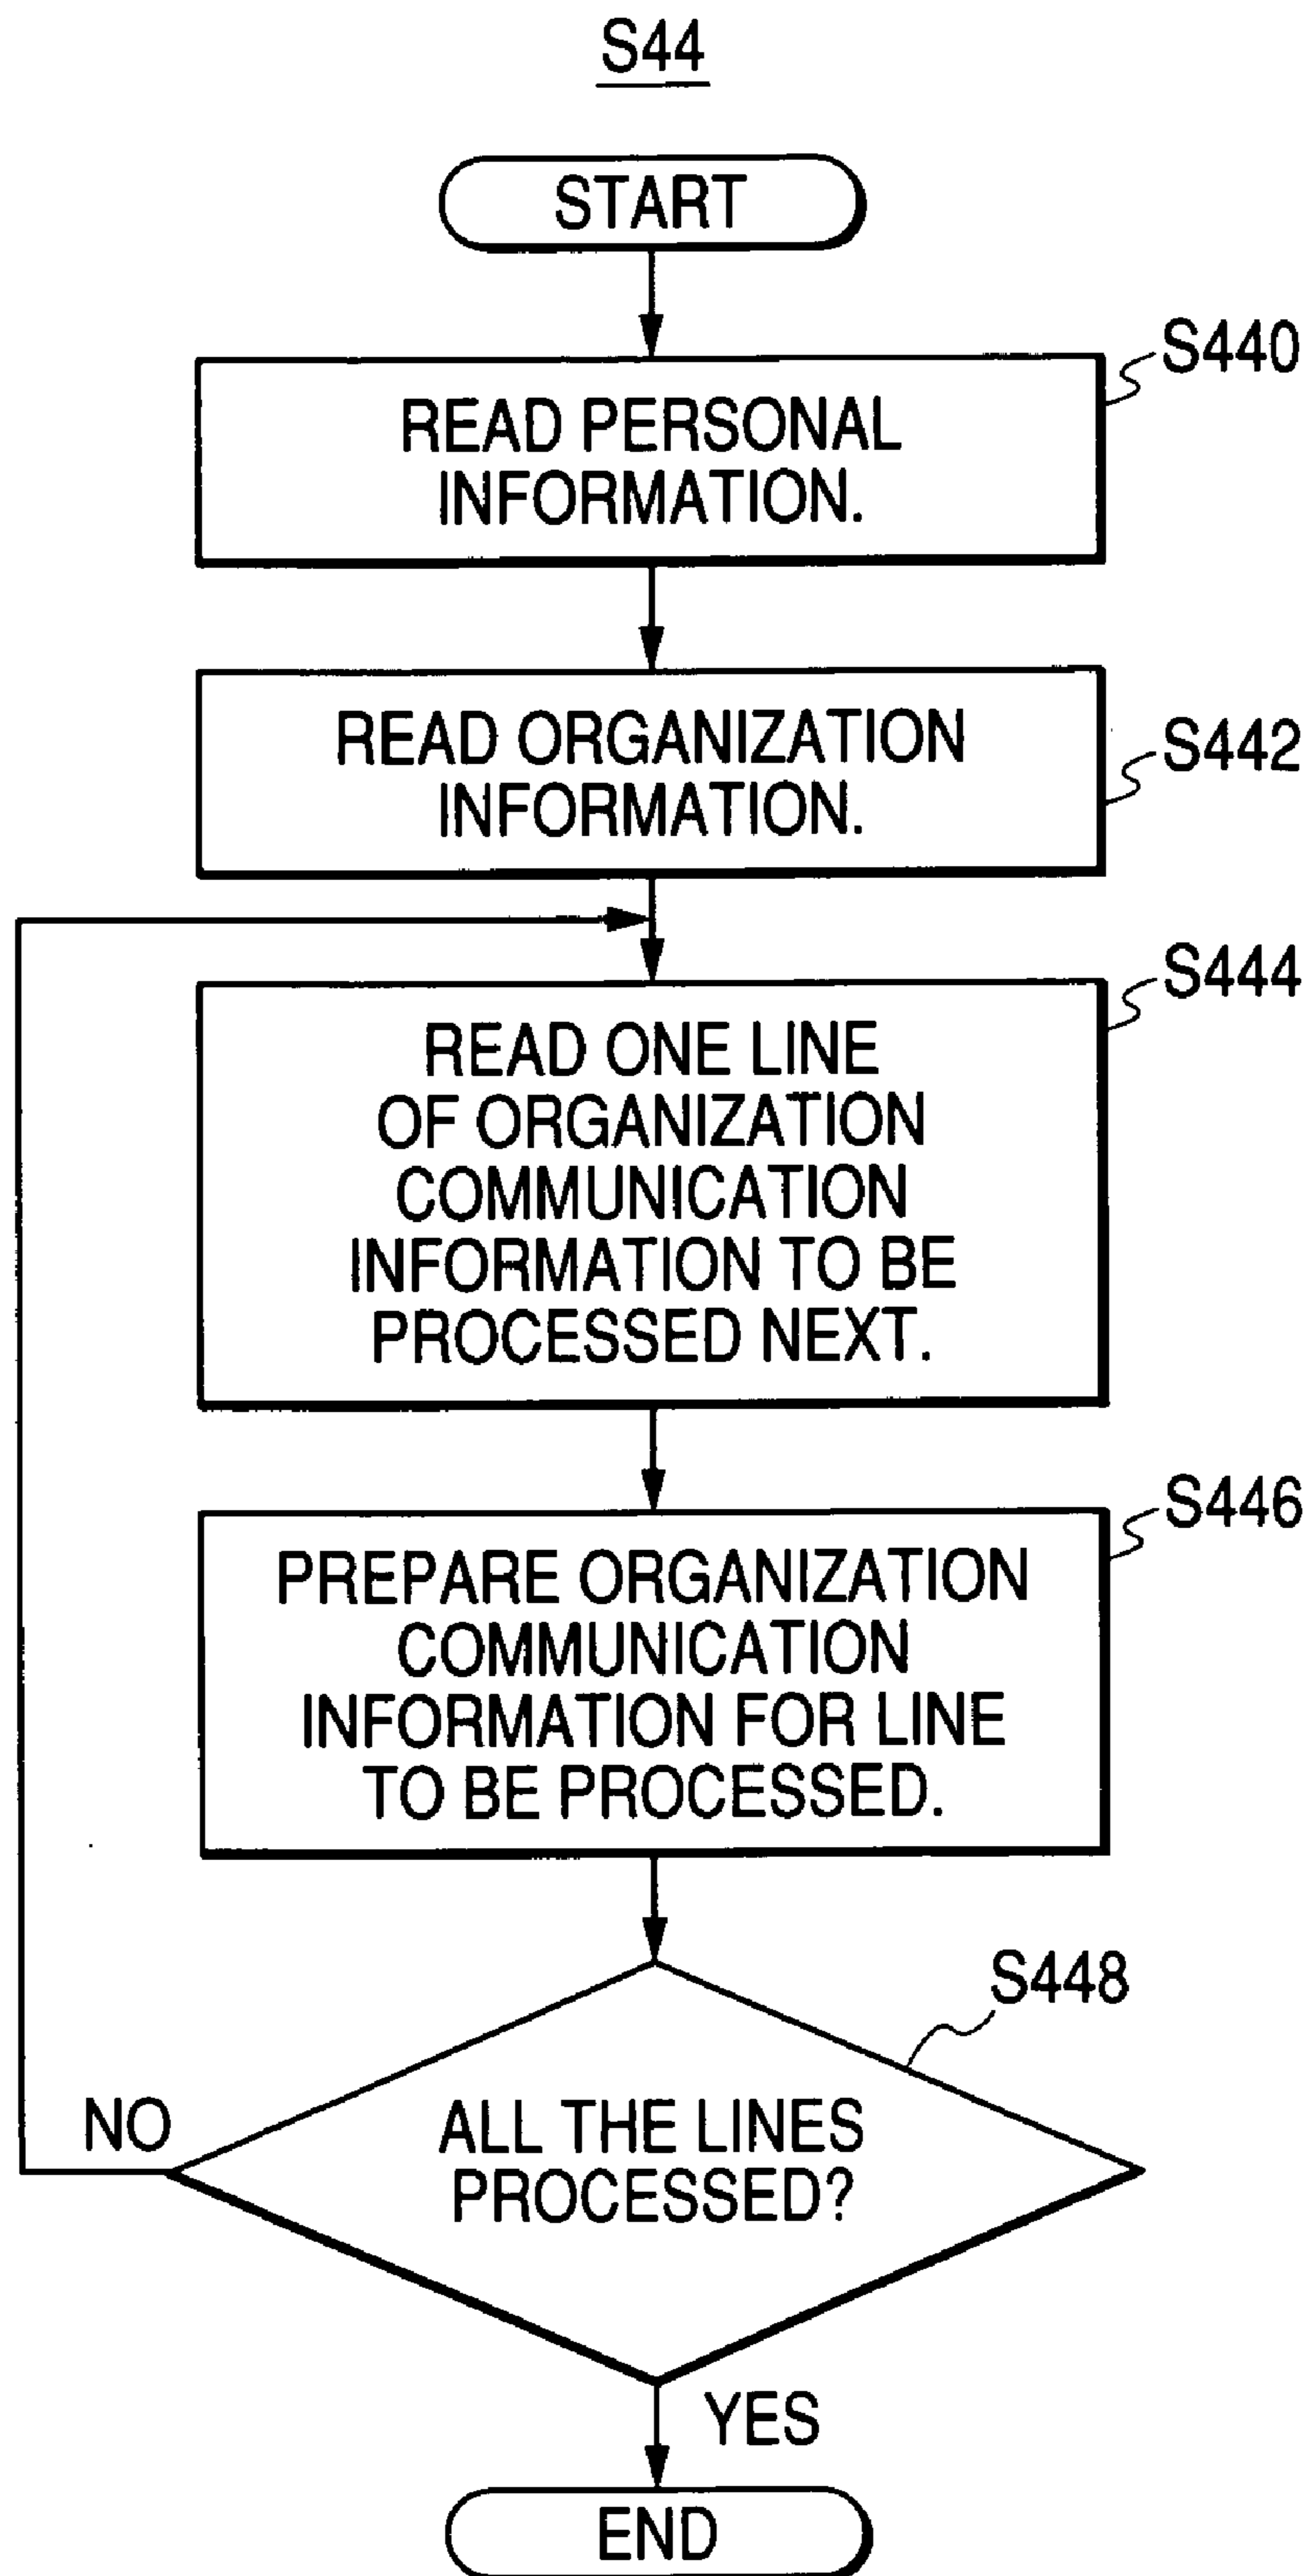 S44
START
S440
READ PERSONAL
INFORMATION.
S442
READ ORGANIZATION
INFORMATION.
S444
READ ONE LINE
OF ORGANIZATION
COMMUNICATION
INFORMATION TO BE
PROCESSED NEXT.
S446
PREPARE ORGANIZATION
COMMUNICATION
INFORMATION FOR LINE
TO BE PROCESSED.
S448
ALL THE LINES
PROCESSED?
NO
YES
END